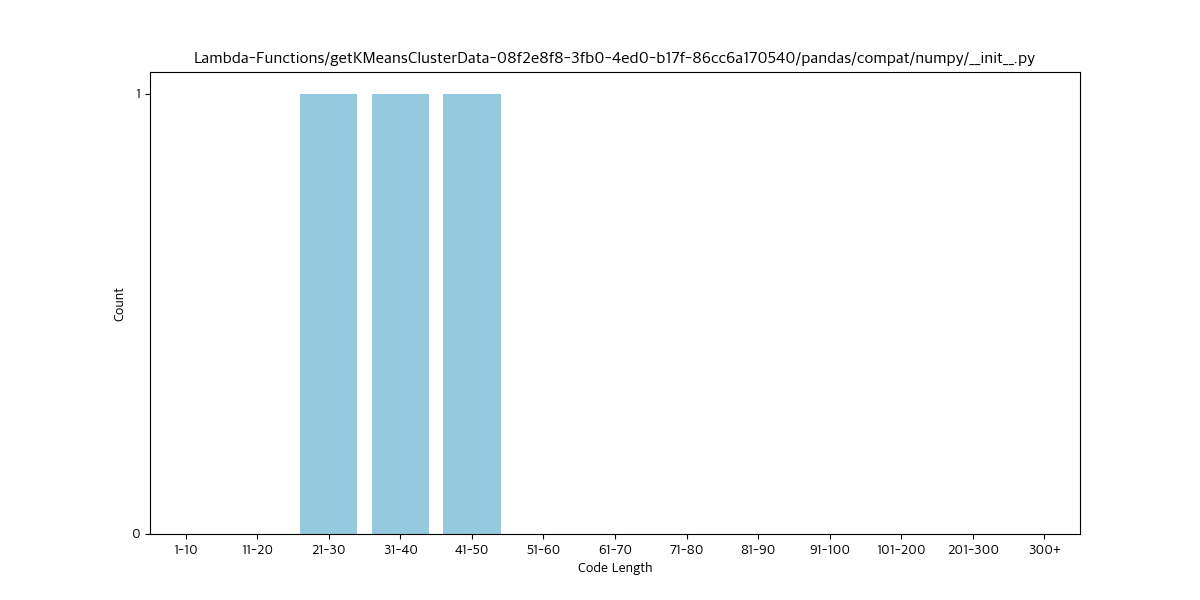 Lambda-Functions/getKMeansClusterData-08f2e8f8-3fb0-4ed0-b17f-86cc6a170540/pandas/compat/numpy/__init__.py
1
Count
0
1-10 11-20 21-30 31-40 41-50 51-60 61-70 71-80 81-90 91-100 101-200 201-300 300+
Code Length